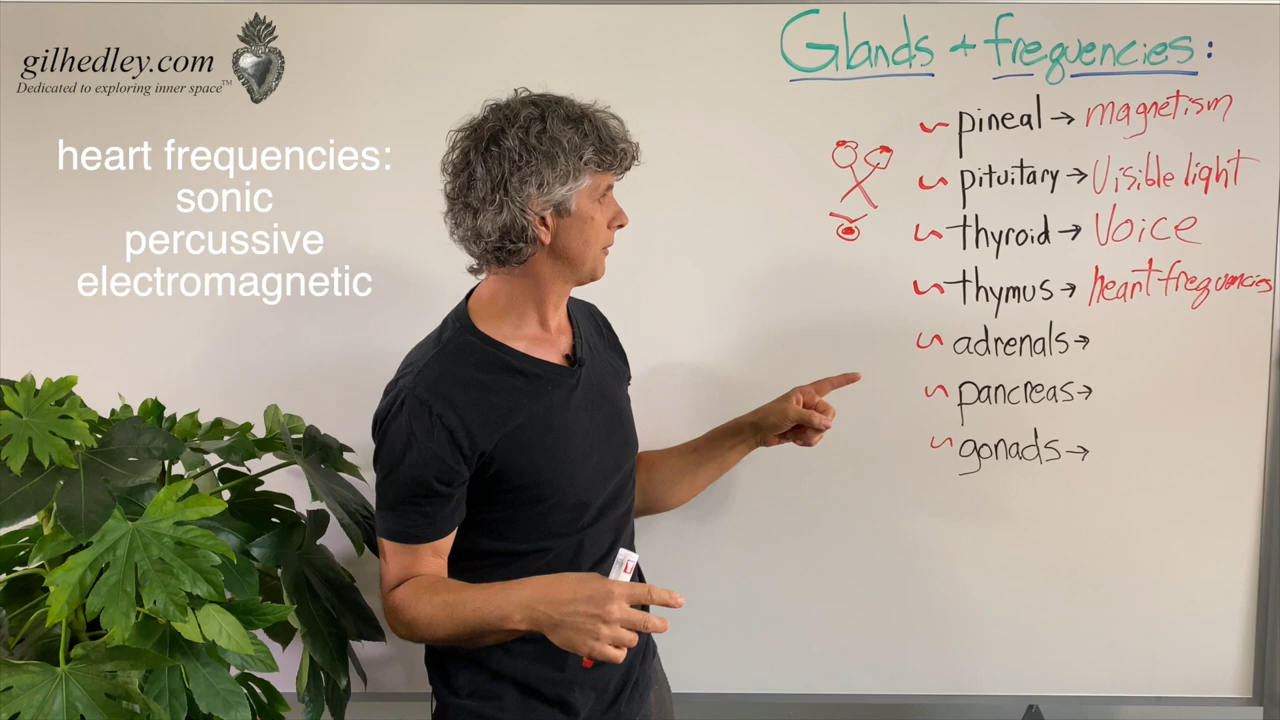 gilhedley.com
Dedicated to exploring inner space™
heart frequencies:
sonic
percussive
electromagnetic
Glands + frequencies:
pineal → magnetism
pituitary → Visible light
thyroid → Voice
thymus → heart frequencies
adrenals →
pancreas →
gonads →